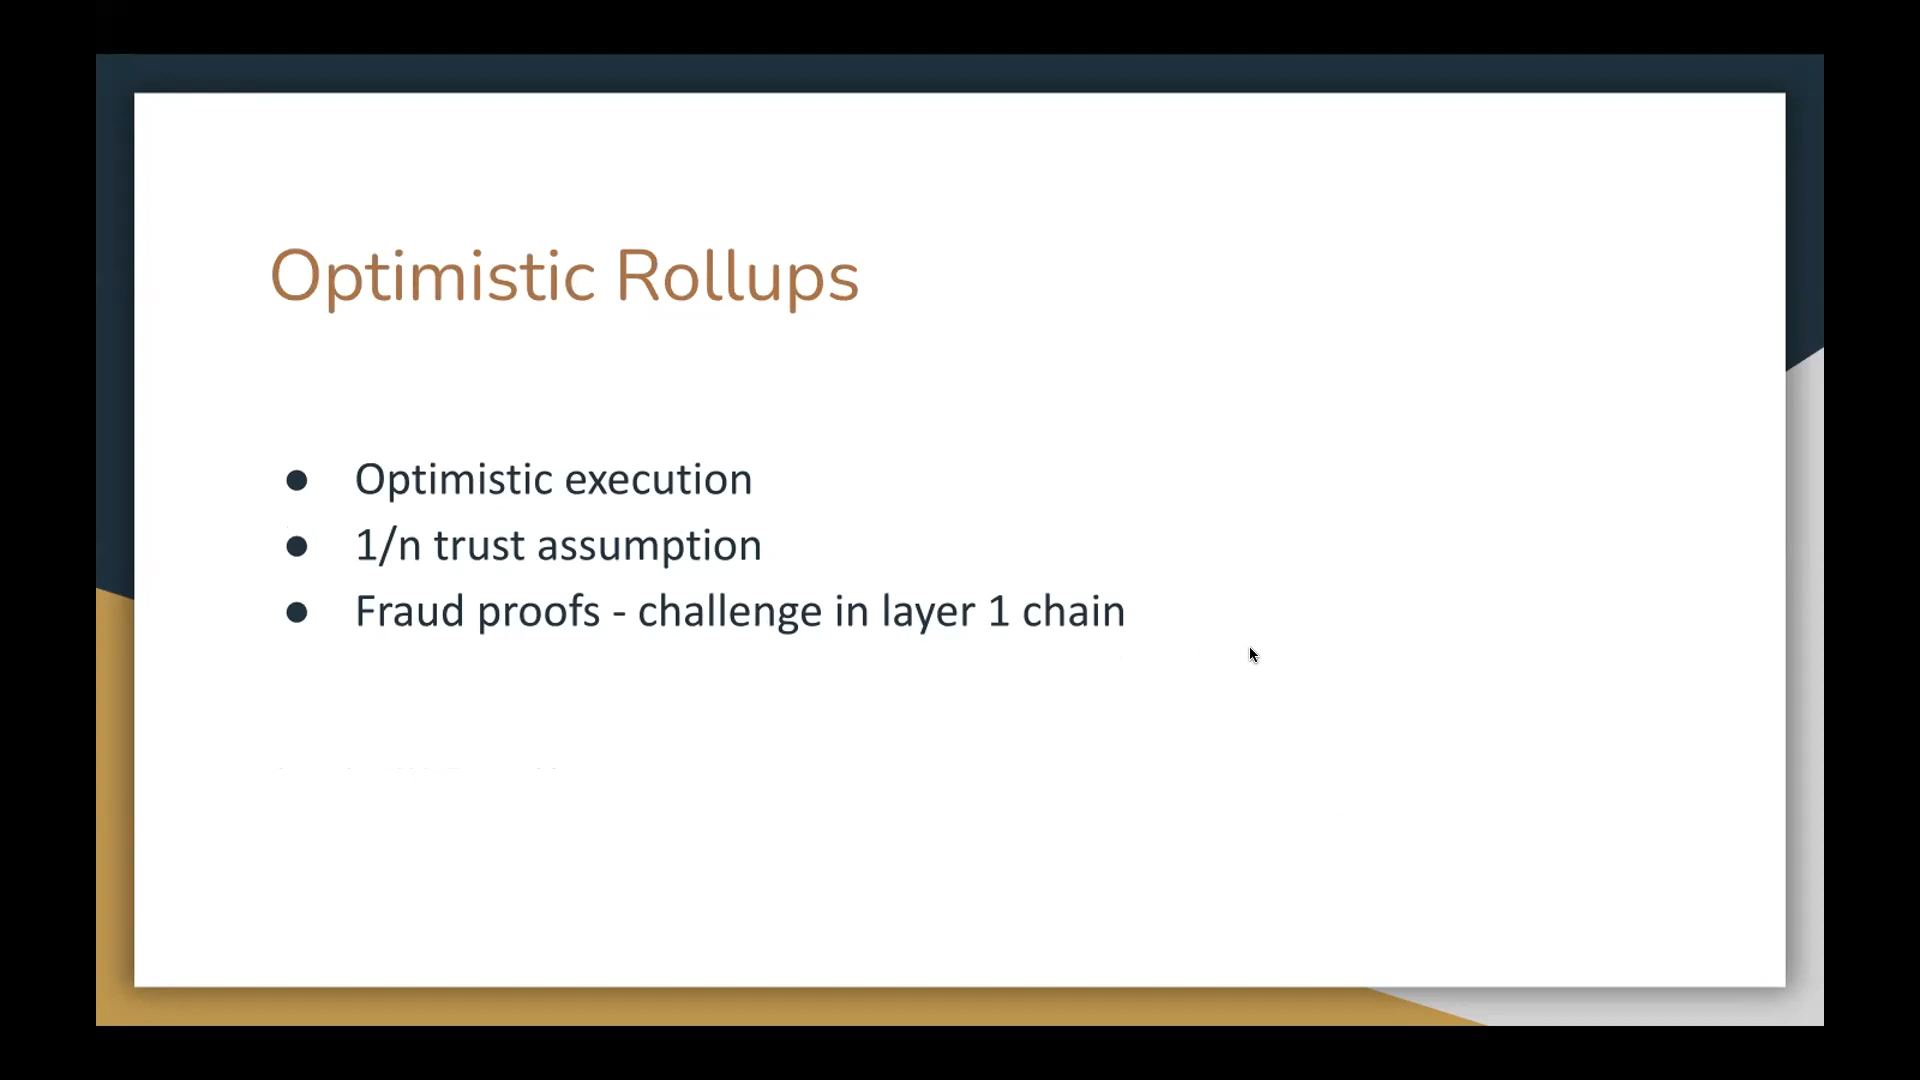 Optimistic Rollups
● Optimistic execution
● 1/n trust assumption
● Fraud proofs - challenge in layer 1 chain